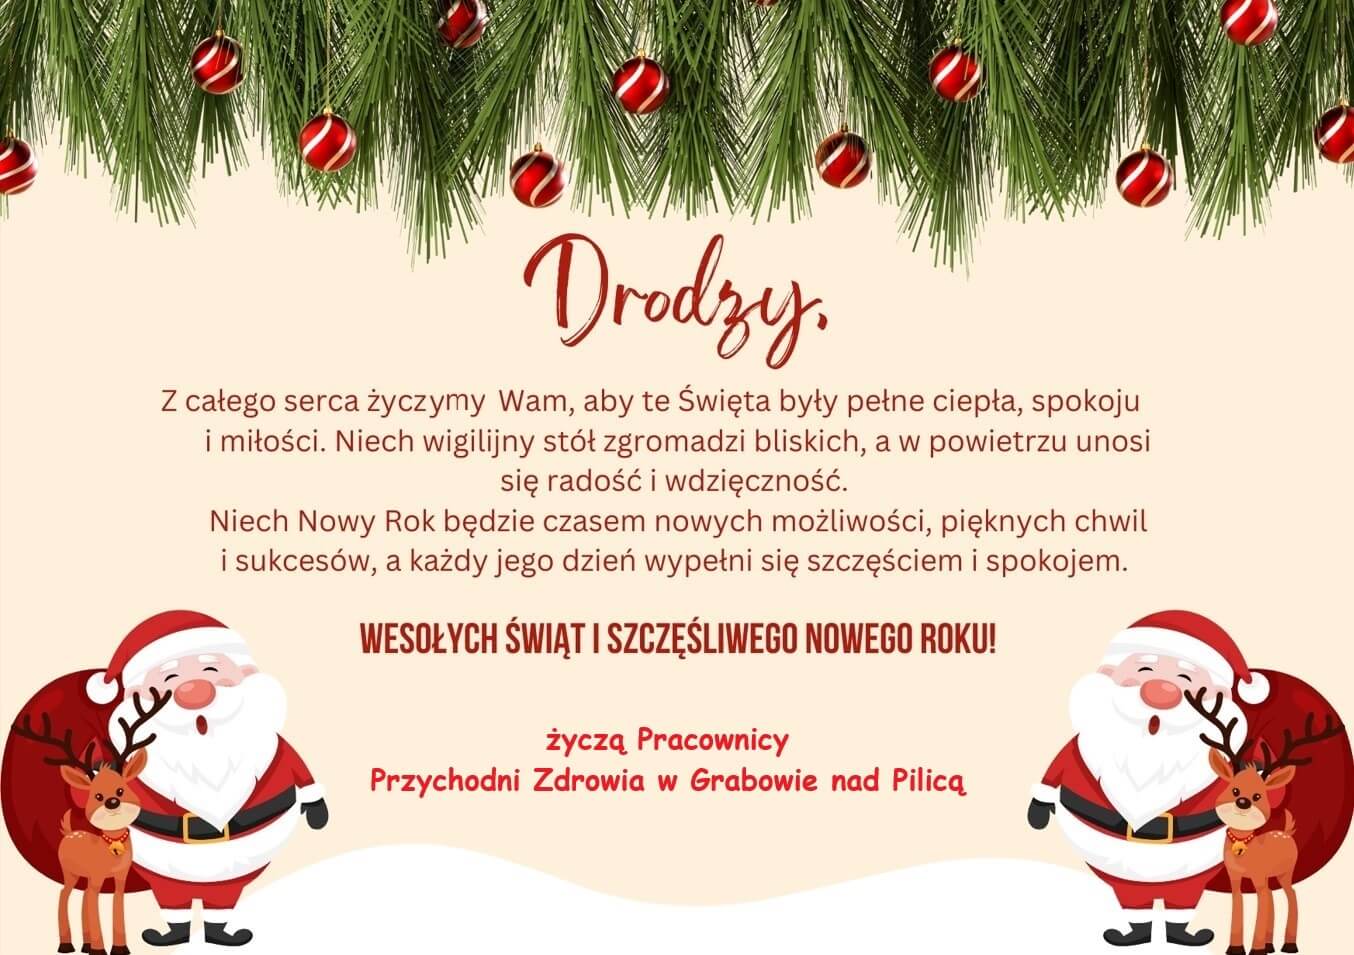 Drodzy,
Z całego serca życzymy Wam, aby te Święta były pełne ciepła, spokoju
i miłości. Niech wigilijny stół zgromadzi bliskich, a w powietrzu unosi
się radość i wdzięczność.
Niech Nowy Rok będzie czasem nowych możliwości, pięknych chwil
i sukcesów, a każdy jego dzień wypełni się szczęściem i spokojem.
WESOŁYCH ŚWIĄT I SZCZĘŚLIWEGO NOWEGO ROKU!
życzą Pracownicy
Przychodni Zdrowia w Grabowie nad Pilicą